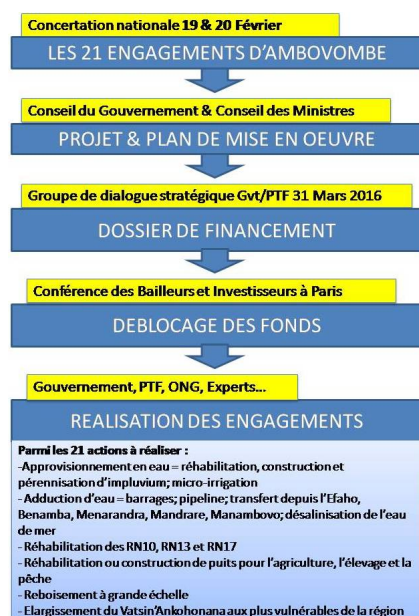 Concertation nationale 19 & 20 Février
LES 21 ENGAGEMENTS D'AMBOVOMBE
Conseil du Gouvernement & Conseil des Ministres
PROJET & PLAN DE MISE EN OEUVRE
Groupe de dialogue stratégique Gvt/PTF 31 Mars 2016
DOSSIER DE FINANCEMENT
Conférence des Bailleurs et Investisseurs à Paris
DEBLOCAGE DES FONDS
Gouvernement, PTF, ONG, Experts...
REALISATION DES ENGAGEMENTS
Parmi les 21 actions à réaliser :
-Approvisionnement en eau = réhabilitation, construction et
pérennisation d'impluvium; micro-irrigation
- Adduction d'eau = barrages; pipeline; transfert depuis l'Efaho,
Benamba, Menarandra, Mandrare, Manambovo; désalinisation de l'eau
de mer
- Réhabilitation des RN10, RN13 et RN17
- Réhabilitation ou construction de puits pour l'agriculture, l'élevage et la
pêche
- Reboisement à grande échelle
- Elargissement du Vatsin'Ankohonana aux plus vulnérables de la région